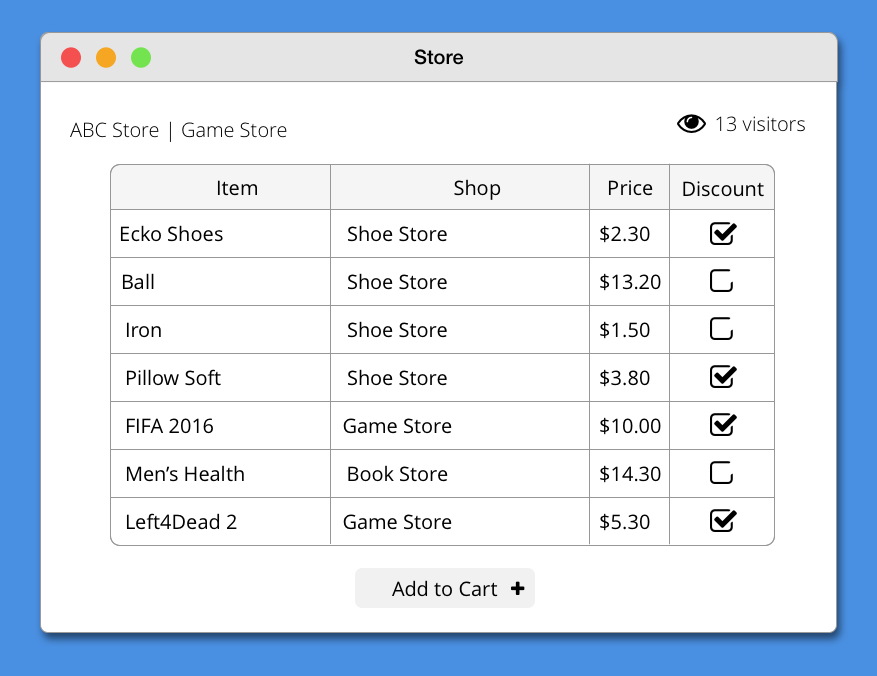 Store
ABC Store | Game Store
13 visitors
Item Shop Price Discount
Ecko Shoes Shoe Store $2.30
Ball Shoe Store $13.20
Iron Shoe Store $1.50
Pillow Soft Shoe Store $3.80
FIFA 2016 Game Store $10.00
Men’s Health Book Store $14.30
Left4Dead 2 Game Store $5.30
Add to Cart +